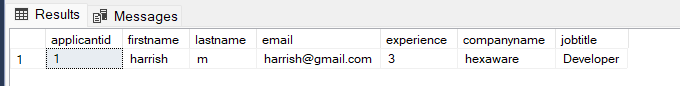 Results Messages
applicantid firstname lastname email experience companyname jobtitle
1 1 harrish m harrish@gmail.com 3 hexaware Developer